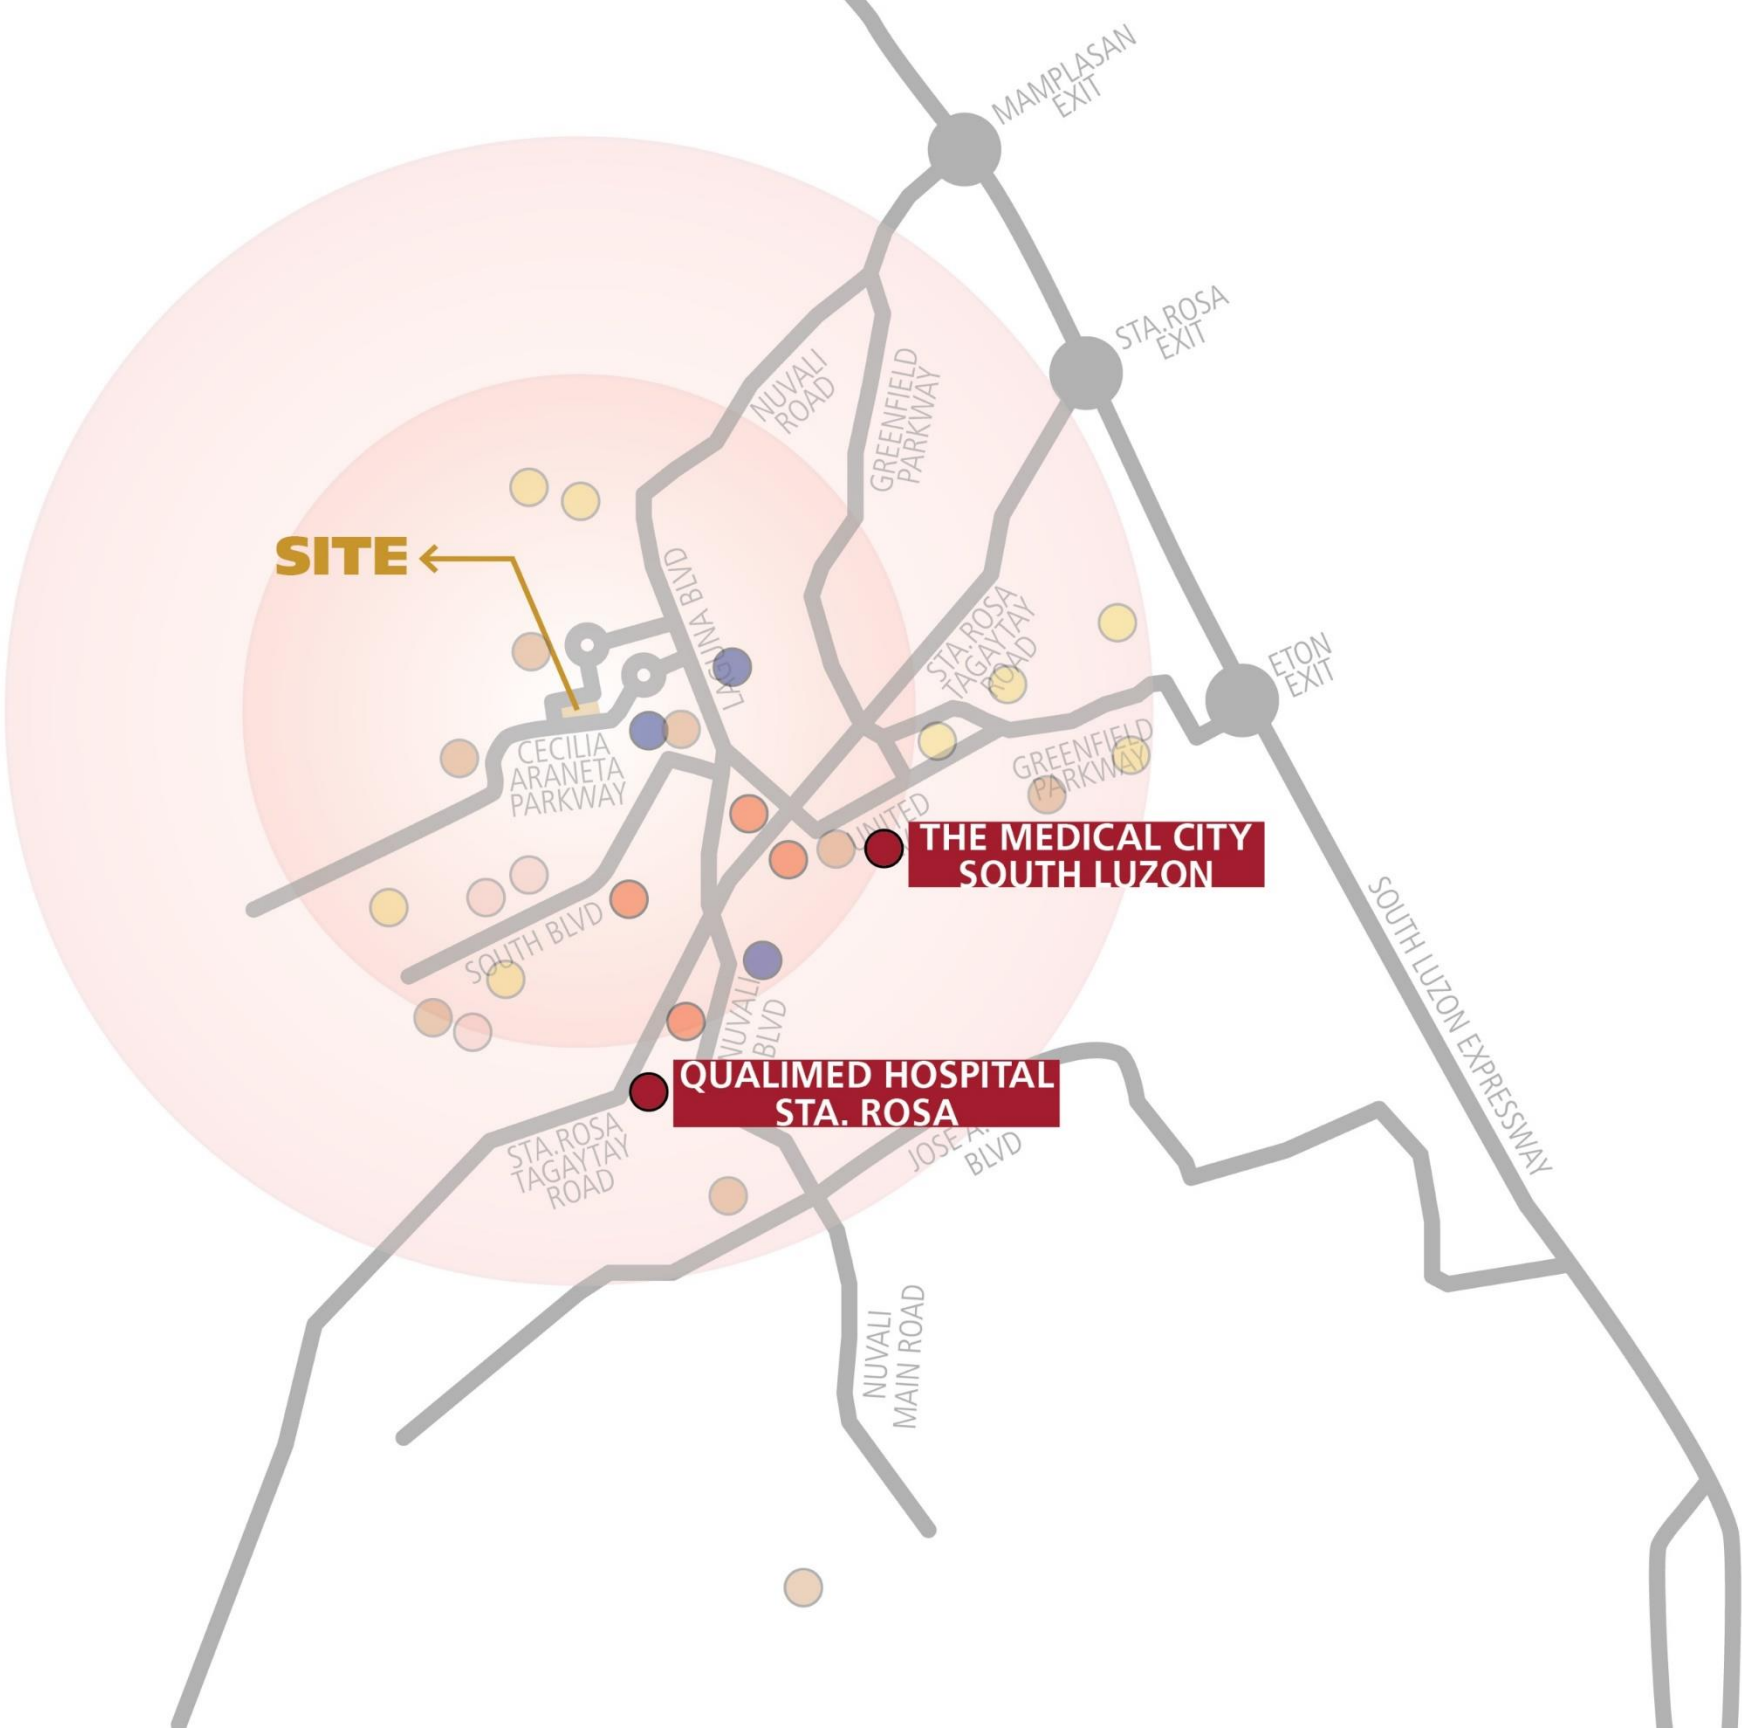 MAMPLASAN
EXIT
STA.ROSA
EXIT
NUVALI
ROAD
GREENFIELD
PARKWAY
SITE
LAGUNA BLVD
STA.ROSA
TAGAYTAY
ROAD
ETON
EXIT
CECILIA
ARANETA
PARKWAY
GREENFIELD
PARKWAY
UNITED
THE MEDICAL CITY
SOUTH LUZON
SOUTH BLVD
SOUTH LUZON EXPRESSWAY
NUVALI
BLVD
QUALIMED HOSPITAL
STA. ROSA
STA.ROSA
TAGAYTAY
ROAD
JOSE A.
BLVD
NUVALI
MAIN ROAD